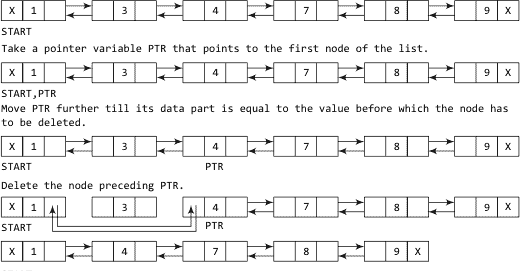 X 1 3 4 7 8 9 X
START
Take a pointer variable PTR that points to the first node of the list.
X 1 3 4 7 8 9 X
START,PTR
Move PTR further till its data part is equal to the value before which the node has
to be deleted.
X 1 3 4 7 8 9 X
START PTR
Delete the node preceding PTR.
X 1 3 4 7 8 9 X
START PTR
X 1 4 7 8 9 X